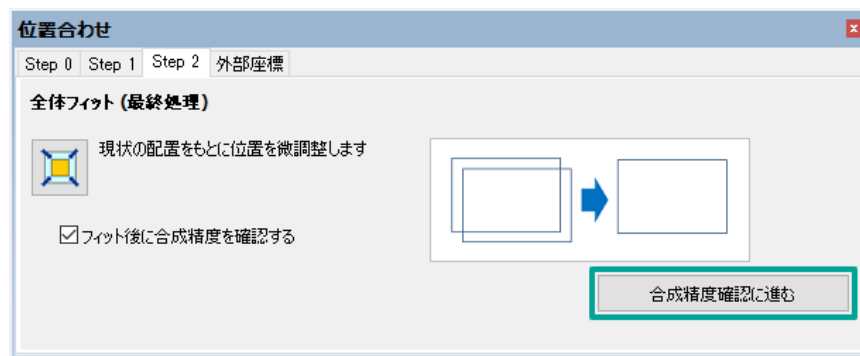 位置合わせ
Step 0 Step 1 Step 2 外部座標
全体フィット (最終処理)
現状の配置をもとに位置を微調整します
フィット後に合成精度を確認する
合成精度確認に進む